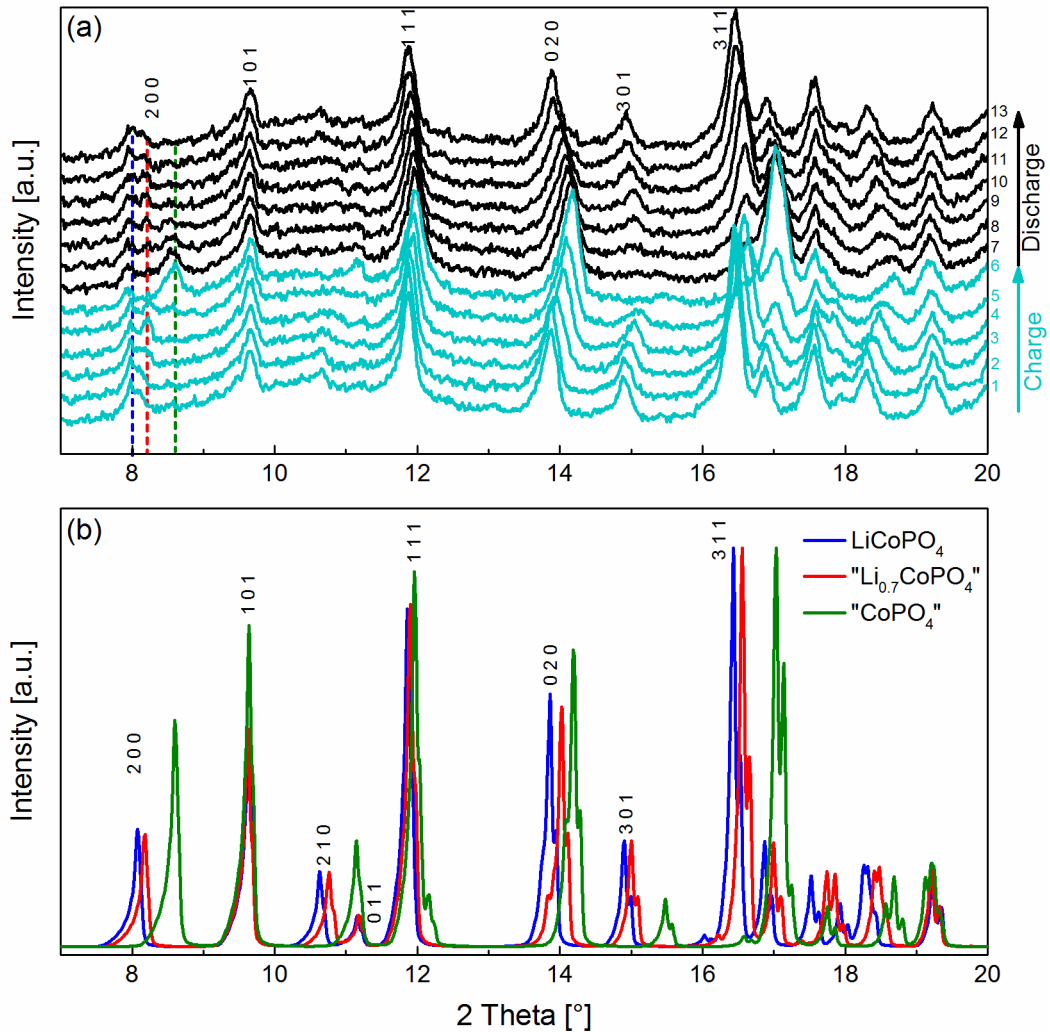 (a)
Intensity [a.u.]
2 0 0
1 0 1
1 1 1
0 2 0
3 0 1
3 1 1
13
12
11
10
9
8
7
6
5
4
3
2
1
Discharge
Charge
8 10 12 14 16 18 20
(b)
Intensity [a.u.]
2 0 0
1 0 1
2 1 0
0 1 1
1 1 1
0 2 0
3 0 1
3 1 1
LiCoPO₄
"Li₀.₇CoPO₄"
"CoPO₄"
8 10 12 14 16 18 20
2 Theta [°]